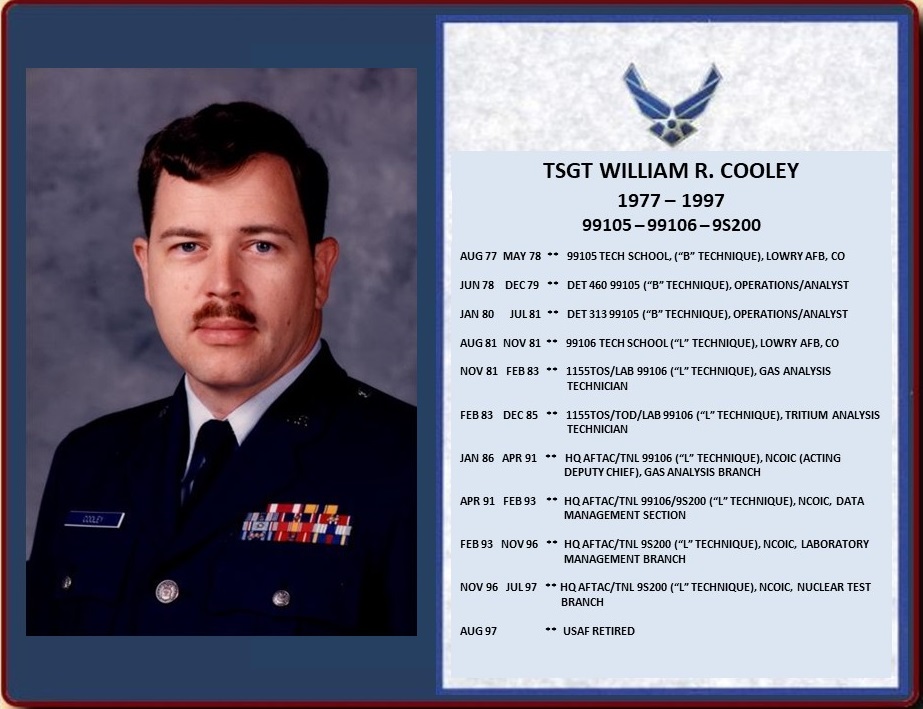 COOLEY
TSGT WILLIAM R. COOLEY
1977 – 1997
99105 – 99106 – 9S200
AUG 77 MAY 78 ** 99105 TECH SCHOOL, (“B” TECHNIQUE), LOWRY AFB, CO
JUN 78 DEC 79 ** DET 460 99105 (“B” TECHNIQUE), OPERATIONS/ANALYST
JAN 80 JUL 81 ** DET 313 99105 (“B” TECHNIQUE), OPERATIONS/ANALYST
AUG 81 NOV 81 ** 99106 TECH SCHOOL (“L” TECHNIQUE), LOWRY AFB, CO
NOV 81 FEB 83 ** 1155TOS/LAB 99106 (“L” TECHNIQUE), GAS ANALYSIS
TECHNICIAN
FEB 83 DEC 85 ** 1155TOS/TOD/LAB 99106 (“L” TECHNIQUE), TRITIUM ANALYSIS
TECHNICIAN
JAN 86 APR 91 ** HQ AFTAC/TNL 99106 (“L” TECHNIQUE), NCOIC (ACTING
DEPUTY CHIEF), GAS ANALYSIS BRANCH
APR 91 FEB 93 ** HQ AFTAC/TNL 99106/9S200 (“L” TECHNIQUE), NCOIC, DATA
MANAGEMENT SECTION
FEB 93 NOV 96 ** HQ AFTAC/TNL 9S200 (“L” TECHNIQUE), NCOIC, LABORATORY
MANAGEMENT BRANCH
NOV 96 JUL 97 ** HQ AFTAC/TNL 9S200 (“L” TECHNIQUE), NCOIC, NUCLEAR TEST
BRANCH
AUG 97 ** USAF RETIRED